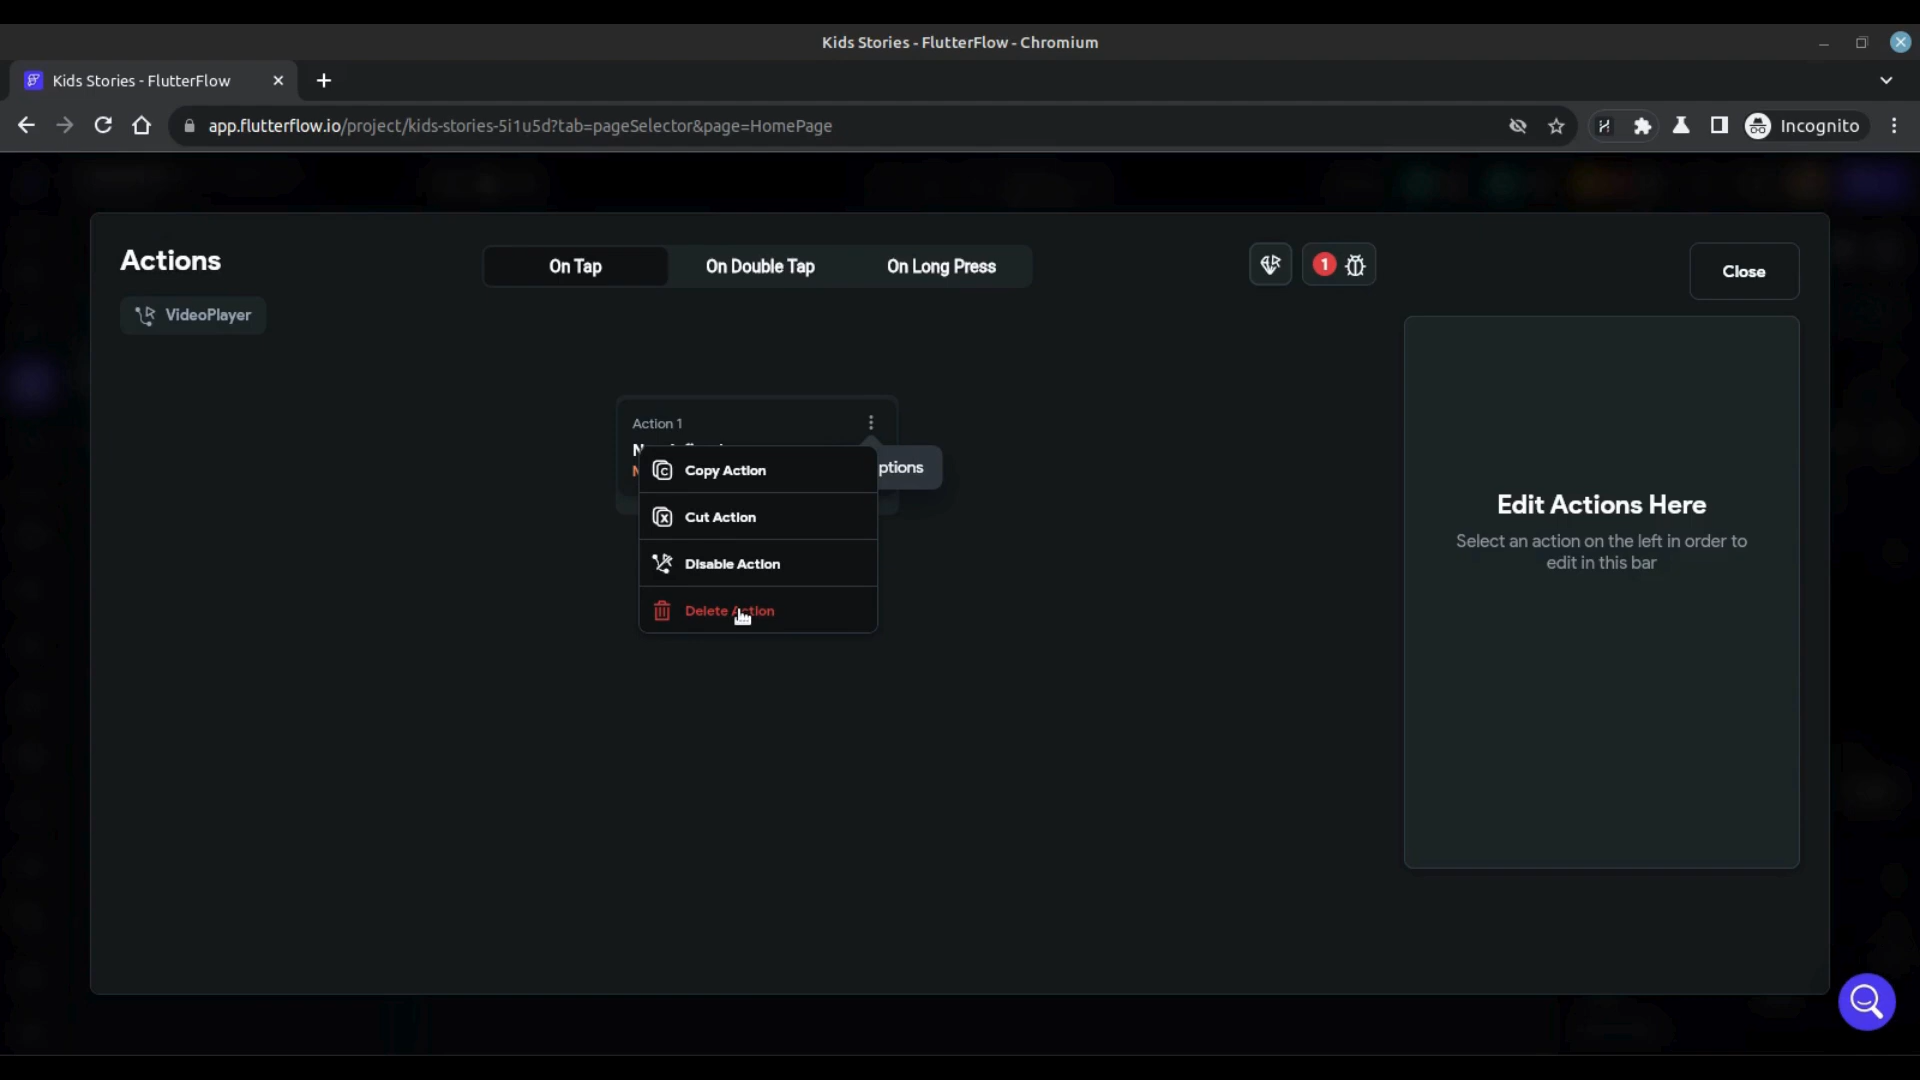 Kids Stories - FlutterFlow - Chromium
Kids Stories - FlutterFlow
app.flutterflow.io/project/kids-stories-5i1u5d?tab=pageSelector&page=HomePage
Incognito
Actions
On Tap
On Double Tap
On Long Press
1
Close
VideoPlayer
Action 1
ptions
Copy Action
Cut Action
Disable Action
Delete Action
Edit Actions Here
Select an action on the left in order to
edit in this bar